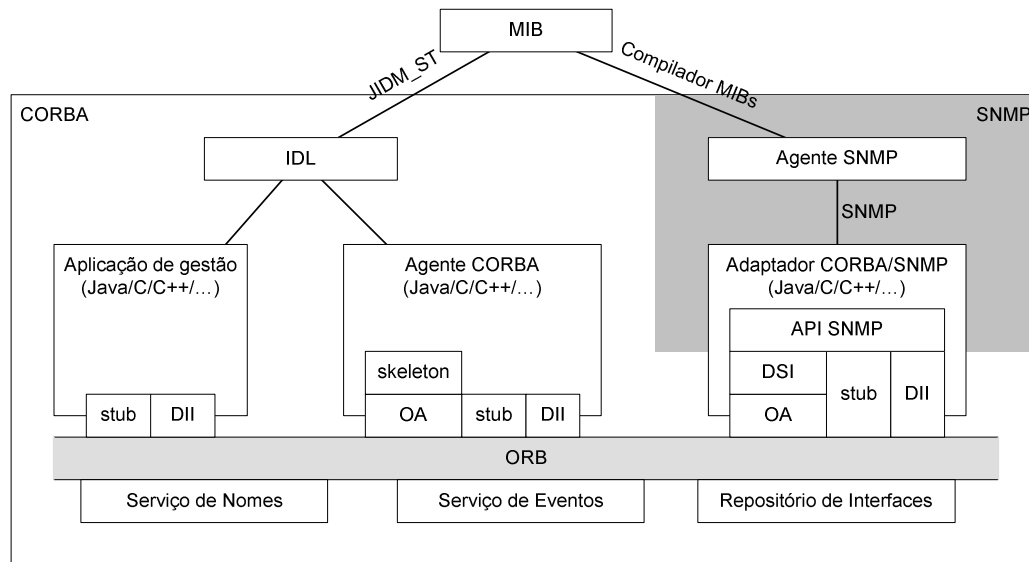 MIB
JIDM_ST
Compilador MIBs
CORBA
SNMP
IDL
Agente SNMP
SNMP
Aplicação de gestão
(Java/C/C++/…)
Agente CORBA
(Java/C/C++/…)
Adaptador CORBA/SNMP
(Java/C/C++/…)
API SNMP
skeleton
DSI
stub
DII
OA
stub
DII
OA
stub
DII
ORB
Serviço de Nomes
Serviço de Eventos
Repositório de Interfaces